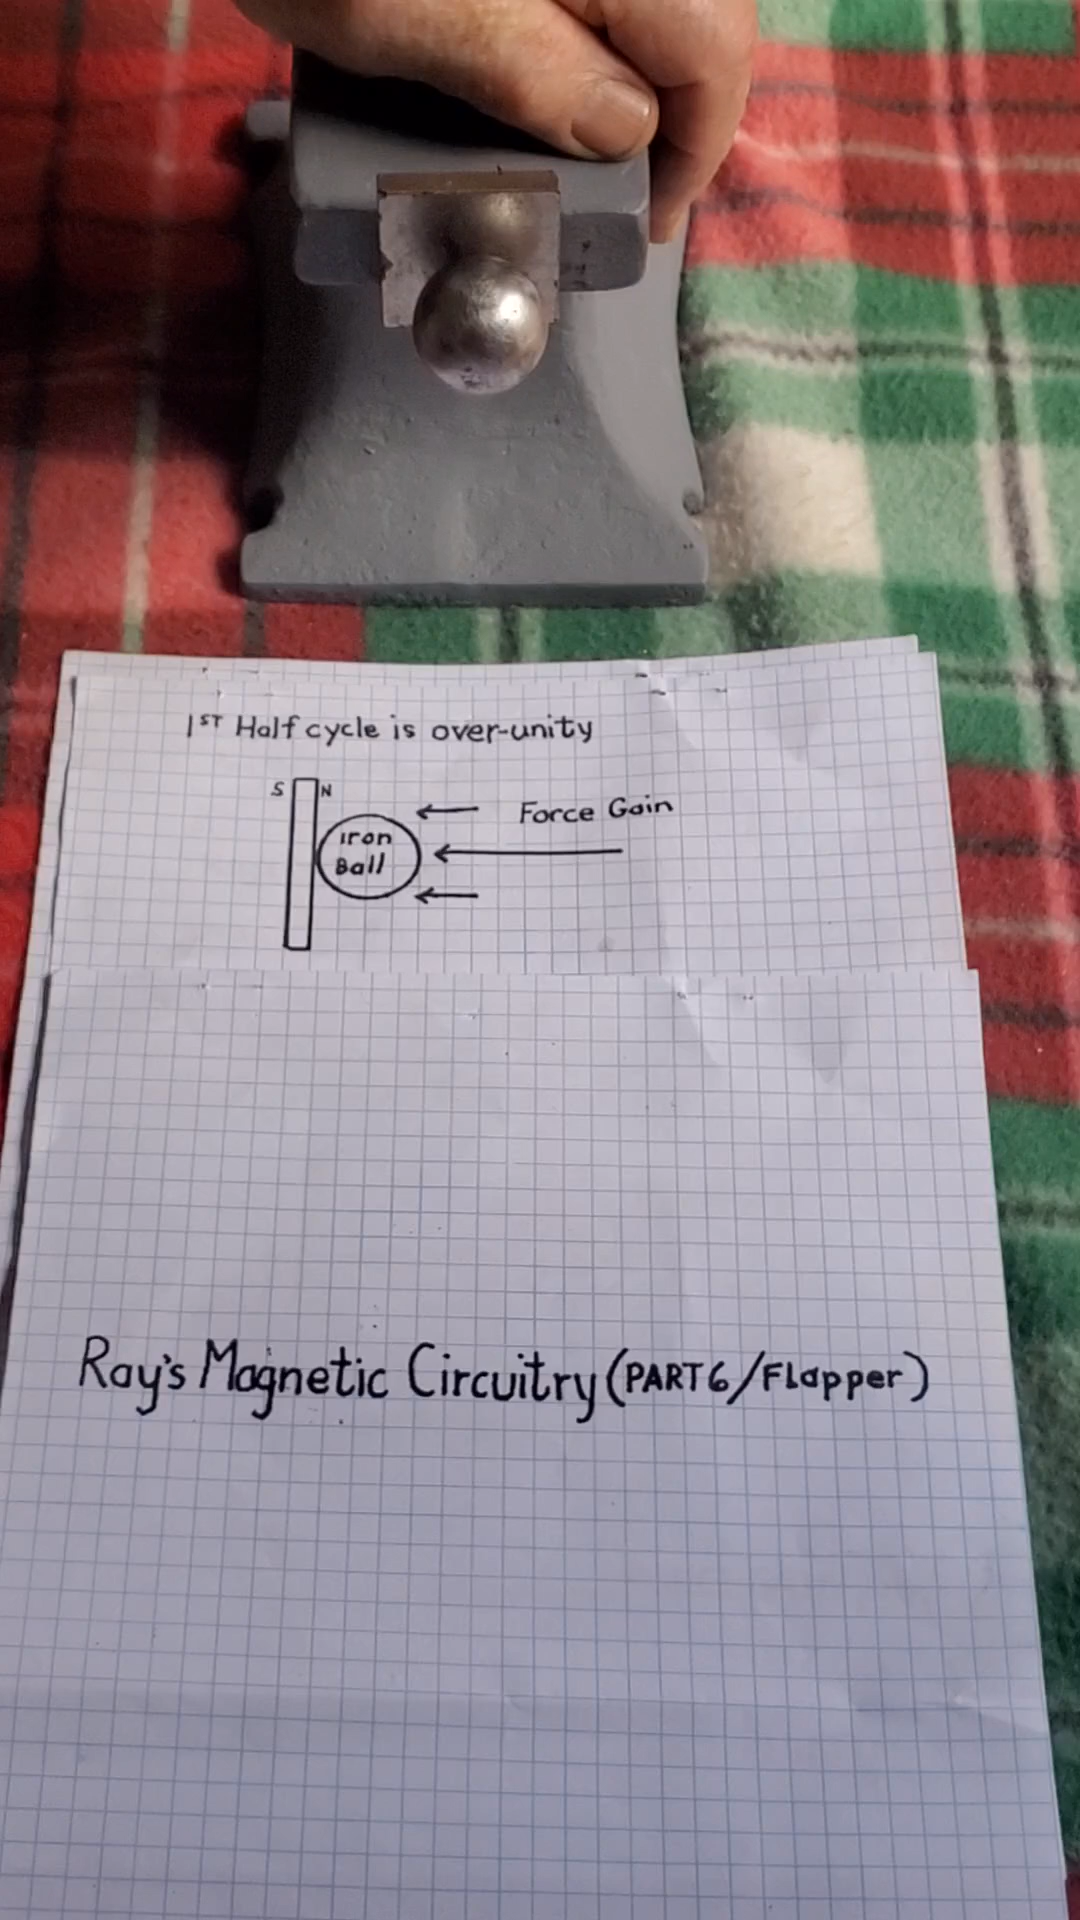 1ST Half cycle is over-unity
S N
Force Gain
Iron
Ball
Ray's Magnetic Circuitry (PART 6/Flapper)